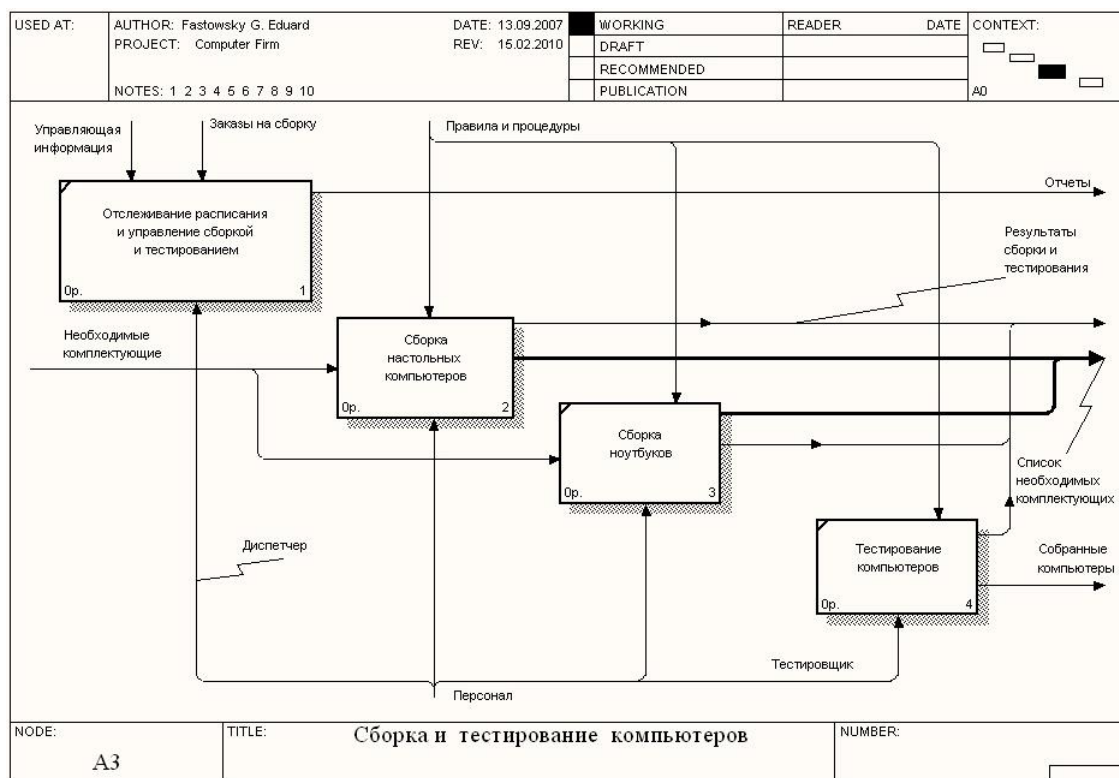 USED AT:
AUTHOR: Fastowsky G. Eduard
DATE: 13.09.2007
PROJECT: Computer Firm
REV: 15.02.2010
NOTES: 1 2 3 4 5 6 7 8 9 10
WORKING
DRAFT
RECOMMENDED
PUBLICATION
READER
DATE
CONTEXT:
A0
Управляющая
информация
Заказы на сборку
Правила и процедуры
Отслеживание расписания
и управление сборкой
и тестированием
0р.
1
Отчеты
Результаты
сборки и
тестирования
Необходимые
комплектующие
Сборка
настольных
компьютеров
0р.
2
Сборка
ноутбуков
0р.
3
Список
необходимых
комплектующих
Диспетчер
Тестирование
компьютеров
0р.
4
Собранные
компьютеры
Тестировщик
Персонал
NODE:
А3
TITLE:
Сборка и тестирование компьютеров
NUMBER: